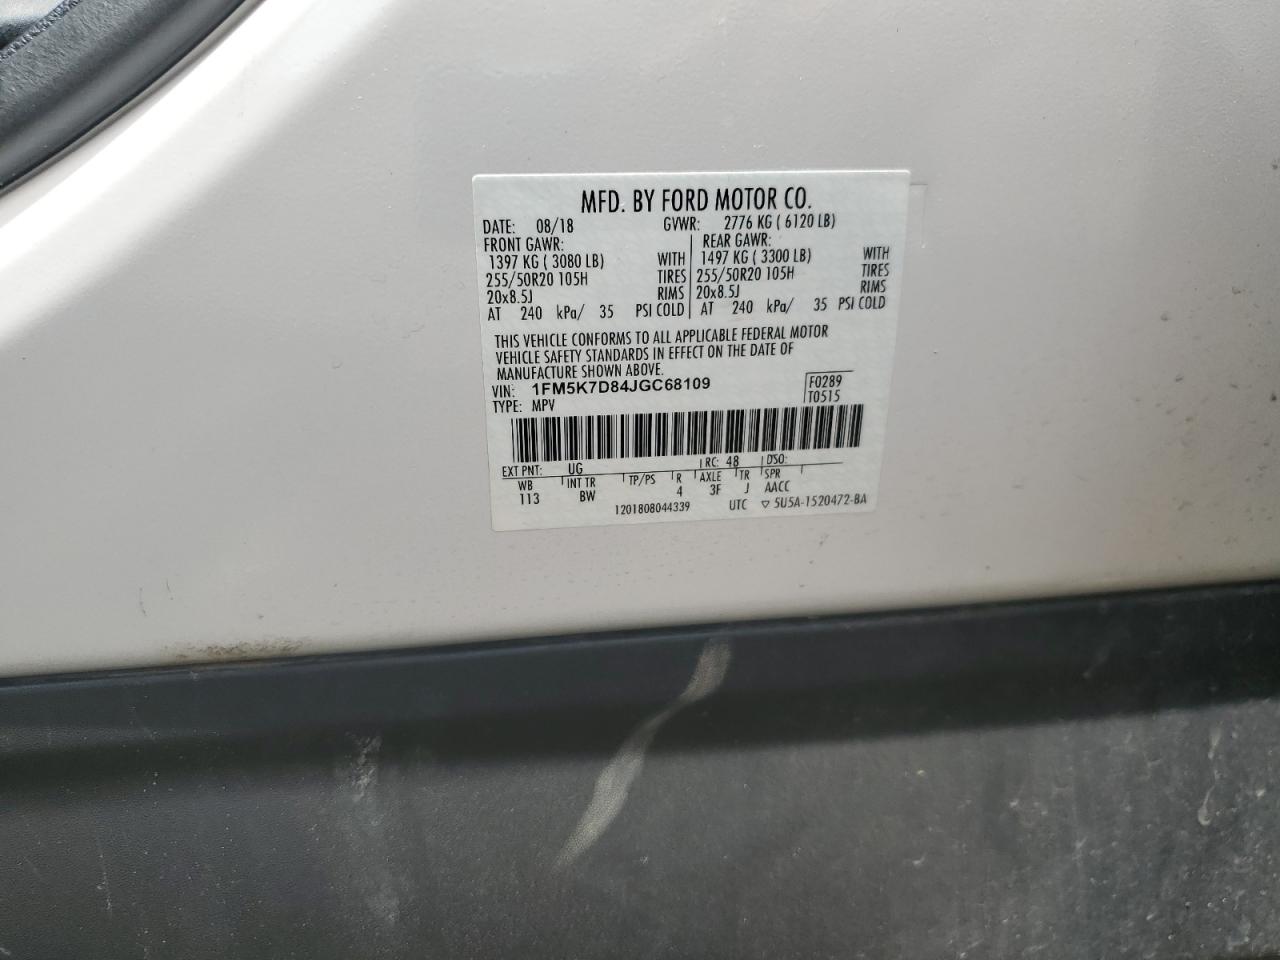 MFD. BY FORD MOTOR CO.
DATE: 08/18 GVWR: 2776 KG ( 6120 LB)
FRONT GAWR: REAR GAWR:
1397 KG ( 3080 LB) WITH 1497 KG ( 3300 LB) WITH
255/50R20 105H TIRES 255/50R20 105H TIRES
20x8.5J RIMS 20x8.5J RIMS
AT 240 kPa/ 35 PSI COLD AT 240 kPa/ 35 PSI COLD
THIS VEHICLE CONFORMS TO ALL APPLICABLE FEDERAL MOTOR
VEHICLE SAFETY STANDARDS IN EFFECT ON THE DATE OF
MANUFACTURE SHOWN ABOVE.
VIN: 1FM5K7D84JGC68109 F0289
TYPE: MPV T0515
EXT PNT: UG RC: 48 DSO:
WB INT TR TP/PS R AXLE TR SPR
113 BW 4 3F J AACC
1201808044339 UTC ▽ 5U5A-1520472-BA